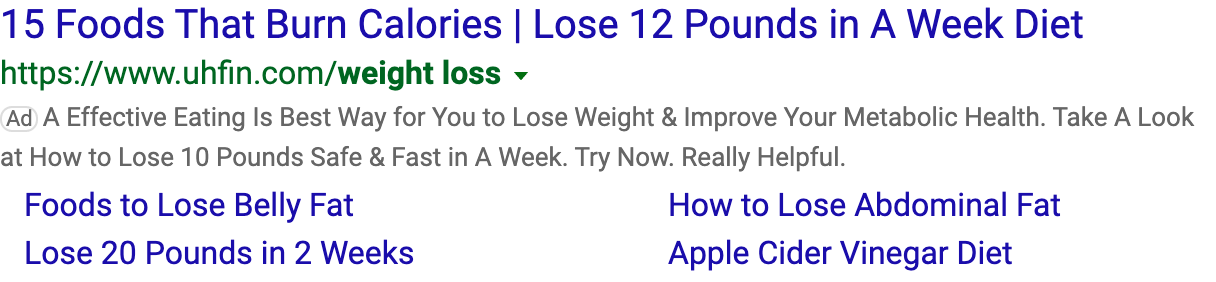 15 Foods That Burn Calories | Lose 12 Pounds in A Week Diet
https://www.uhfin.com/weight loss
Ad A Effective Eating Is Best Way for You to Lose Weight & Improve Your Metabolic Health. Take A Look
at How to Lose 10 Pounds Safe & Fast in A Week. Try Now. Really Helpful.
Foods to Lose Belly Fat How to Lose Abdominal Fat
Lose 20 Pounds in 2 Weeks Apple Cider Vinegar Diet